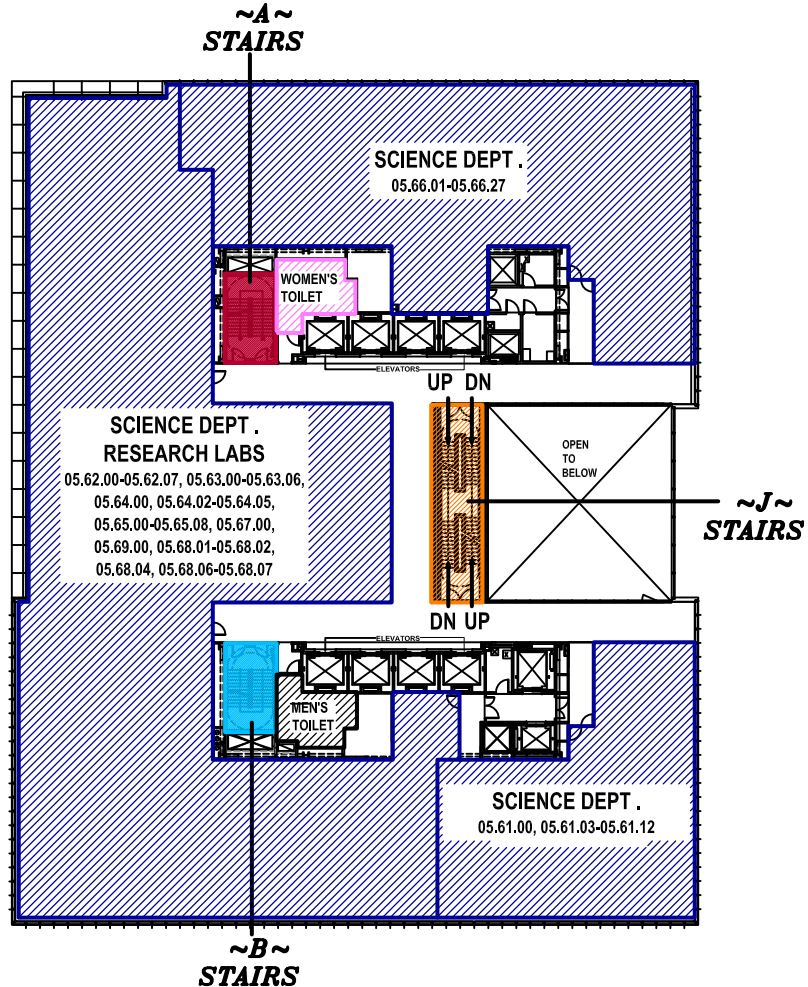 ~A~
STAIRS
SCIENCE DEPT .
05.66.01-05.66.27
WOMEN'S
TOILET
ELEVATORS
UP DN
SCIENCE DEPT .
RESEARCH LABS
05.62.00-05.62.07, 05.63.00-05.63.06,
05.64.00, 05.64.02-05.64.05,
05.65.00-05.65.08, 05.67.00,
05.69.00, 05.68.01-05.68.02,
05.68.04, 05.68.06-05.68.07
OPEN
TO
BELOW
~J~
STAIRS
DN UP
ELEVATORS
MEN'S
TOILET
SCIENCE DEPT .
05.61.00, 05.61.03-05.61.12
~B~
STAIRS